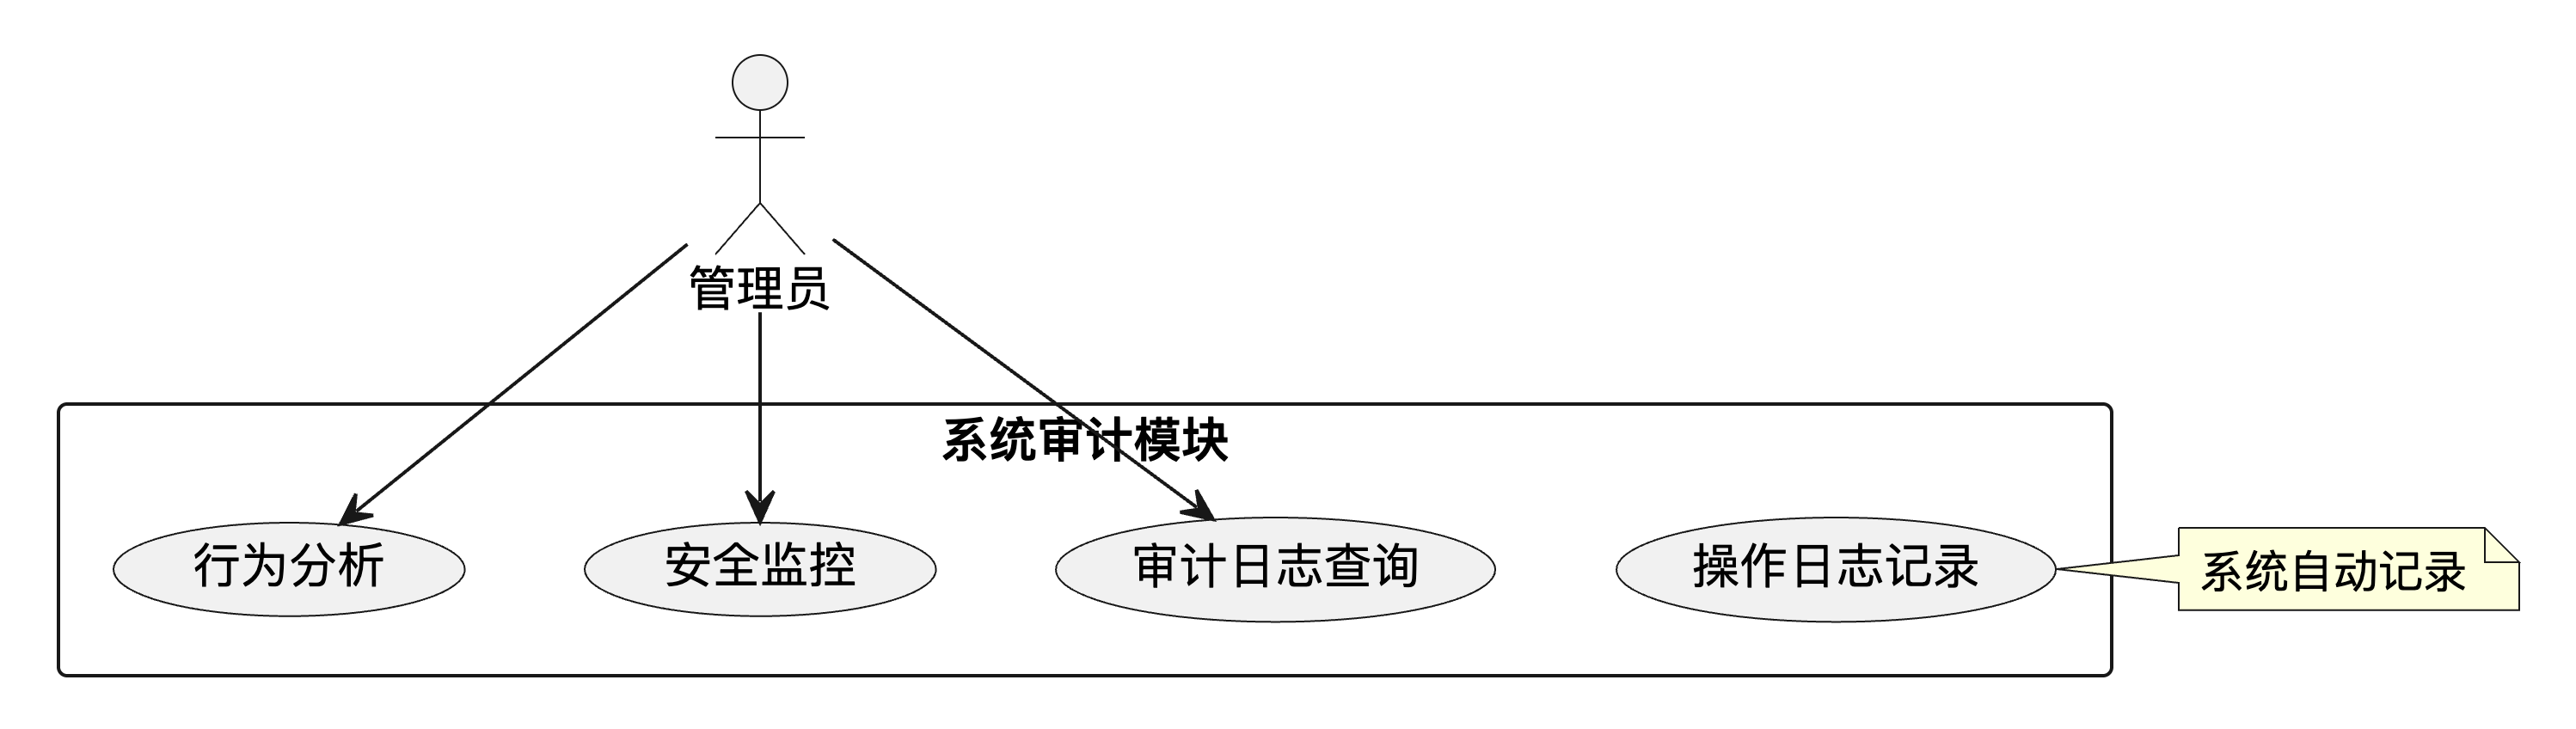 管理员
系统审计模块
行为分析
安全监控
审计日志查询
操作日志记录
系统自动记录